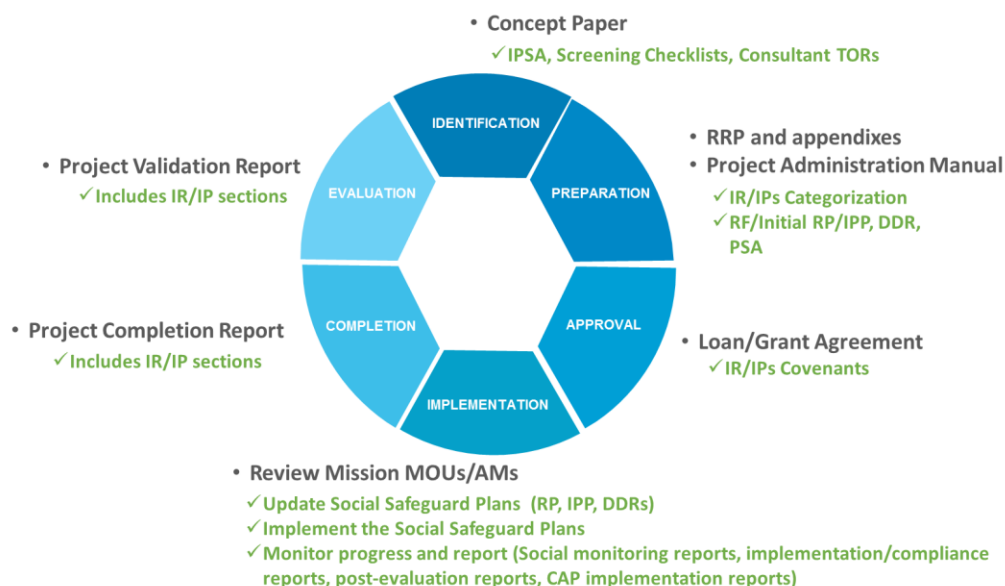 • Concept Paper
✓IPSA, Screening Checklists, Consultant TORs
IDENTIFICATION
• RRP and appendixes
• Project Administration Manual
✓IR/IPs Categorization
✓RF/Initial RP/IPP, DDR,
PSA
PREPARATION
• Loan/Grant Agreement
✓IR/IPs Covenants
APPROVAL
IMPLEMENTATION
• Review Mission MOUs/AMs
✓Update Social Safeguard Plans (RP, IPP, DDRs)
✓Implement the Social Safeguard Plans
✓Monitor progress and report (Social monitoring reports, implementation/compliance
reports, post-evaluation reports, CAP implementation reports)
• Project Completion Report
✓Includes IR/IP sections
COMPLETION
• Project Validation Report
✓Includes IR/IP sections
EVALUATION